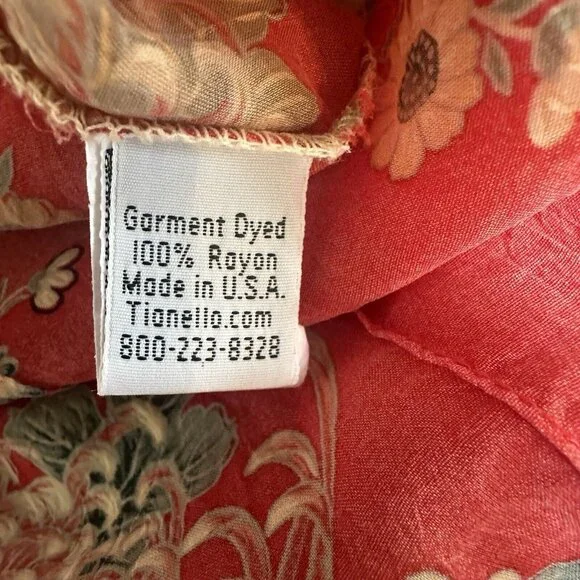 Garment Dyed
100% Rayon
Made in U.S.A.
Tianello.com
800-223-8328